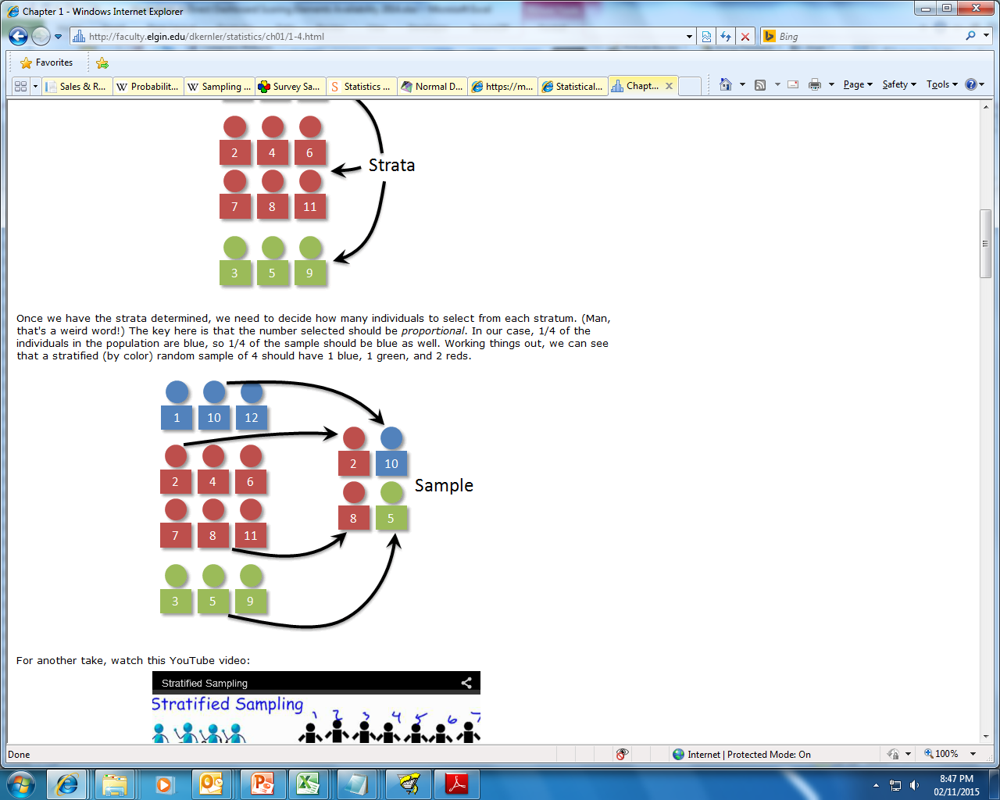 Chapter 1 - Windows Internet Explorer
http://faculty.elgin.edu/dkernler/statistics/ch01/1-4.html
Bing
Favorites
Sales & R...
Probabilit...
Sampling ...
Survey Sa...
Statistics ...
Normal D...
https://m...
Statistical...
Chapt...
Page
Safety
Tools
2 4 6
Strata
7 8 11
3 5 9
Once we have the strata determined, we need to decide how many individuals to select from each stratum. (Man,
that's a weird word!) The key here is that the number selected should be proportional. In our case, 1/4 of the
individuals in the population are blue, so 1/4 of the sample should be blue as well. Working things out, we can see
that a stratified (by color) random sample of 4 should have 1 blue, 1 green, and 2 reds.
1 10 12
2 4 6
7 8 11
3 5 9
2 10
Sample
8 5
For another take, watch this YouTube video:
Stratified Sampling
Stratified Sampling
1 2 3 4 5 6 7
Done
Internet | Protected Mode: On
100%
8:47 PM
02/11/2015